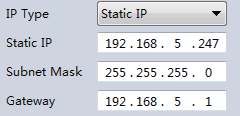 IP Type Static IP
Static IP 192.168. 5 .247
Subnet Mask 255.255.255. 0
Gateway 192.168. 5 . 1